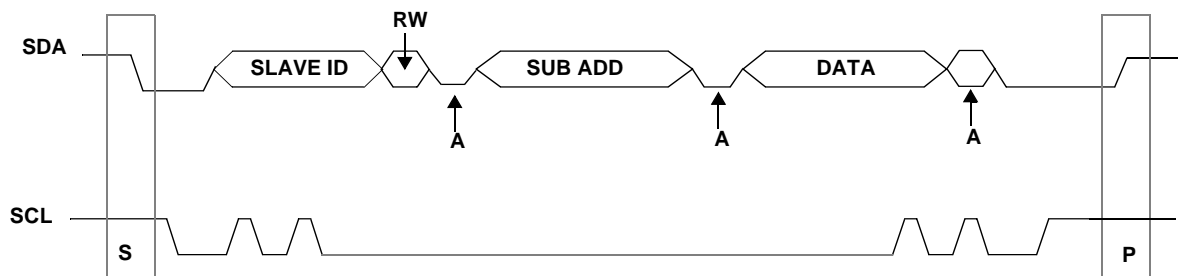 RW
SDA
SLAVE ID
SUB ADD
DATA
A
A
A
SCL
S
P